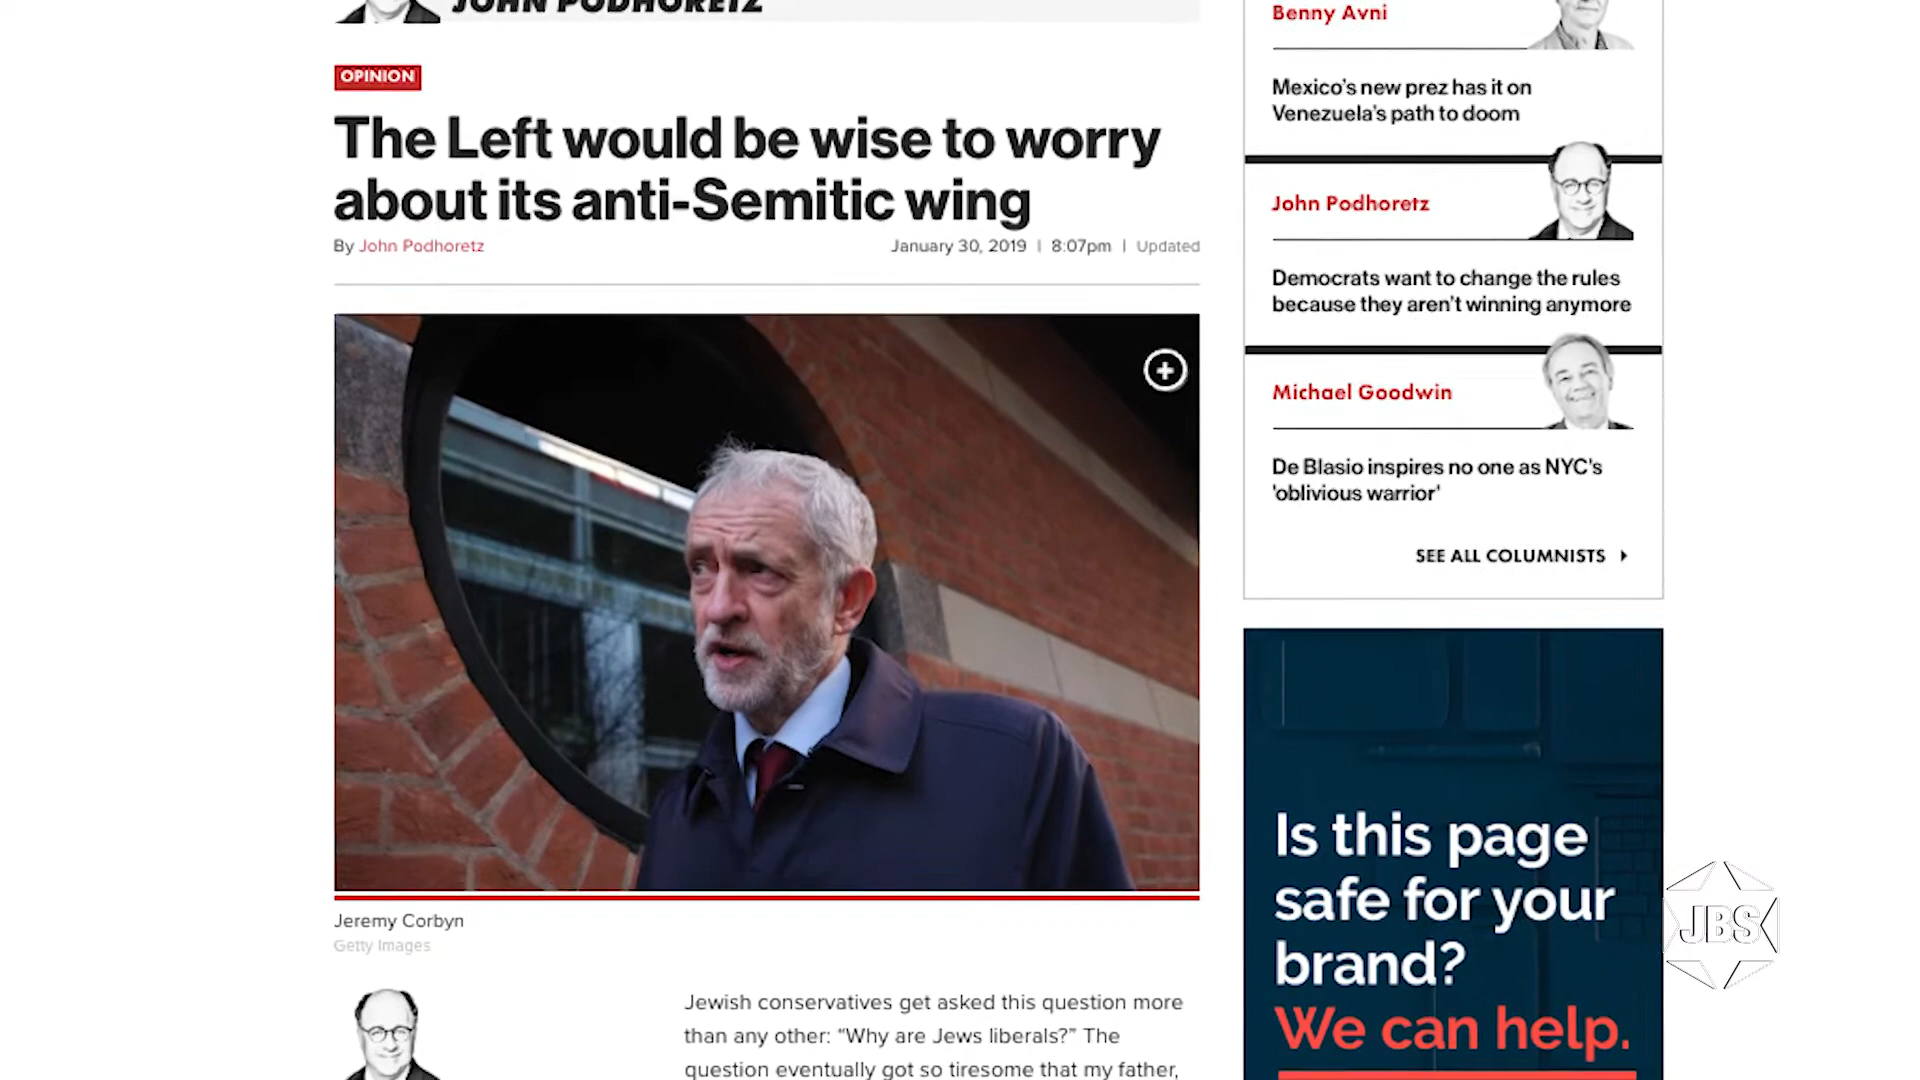 JOHN PODHORETZ
OPINION
The Left would be wise to worry
about its anti-Semitic wing
By John Podhoretz
January 30, 2019 | 8:07pm | Updated
Jeremy Corbyn
Getty Images
Jewish conservatives get asked this question more
than any other: “Why are Jews liberals?” The
question eventually got so tiresome that my father,
Benny Avni
Mexico's new prez has it on
Venezuela's path to doom
John Podhoretz
Democrats want to change the rules
because they aren't winning anymore
Michael Goodwin
De Blasio inspires no one as NYC's
'oblivious warrior'
SEE ALL COLUMNISTS
Is this page
safe for your
brand?
We can help.
JBS